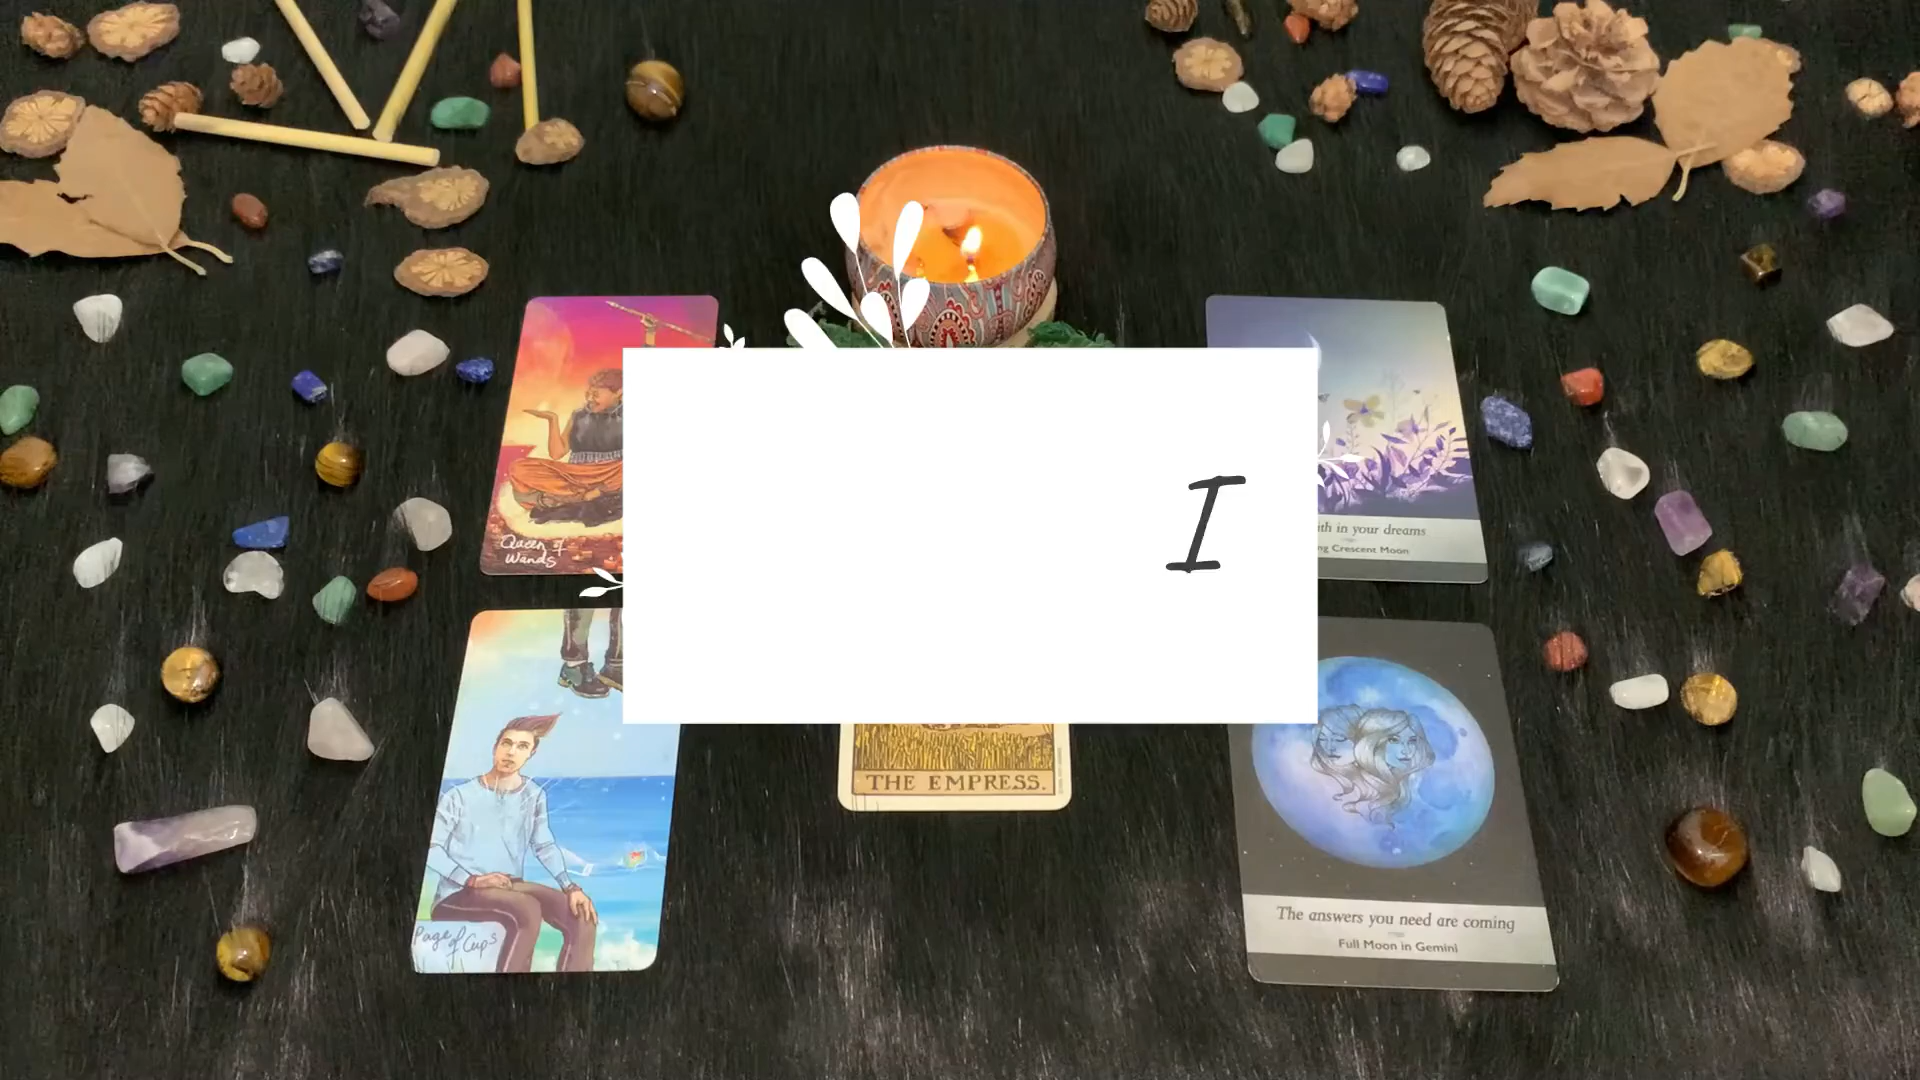 Queen of
Wands
I
in your dreams
Crescent Moon
Page of Cups
THE EMPRESS.
The answers you need are coming
Full Moon in Gemini